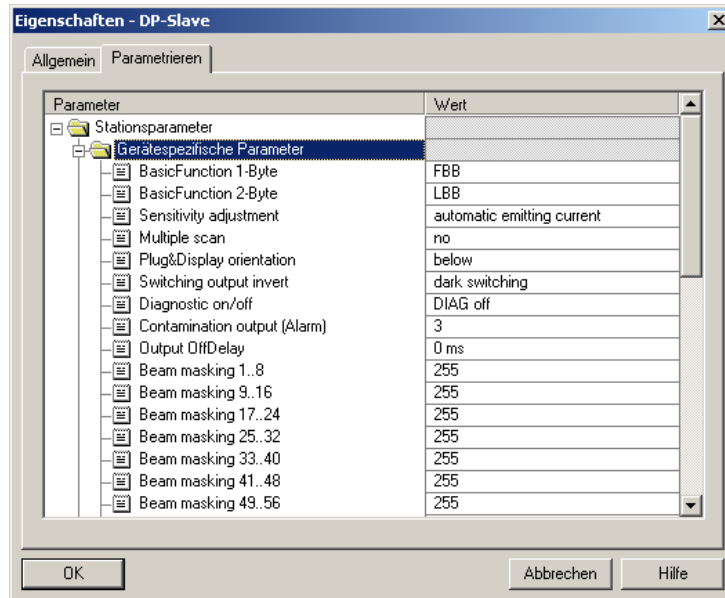 Eigenschaften - DP-Slave
Allgemein Parametrieren
Parameter Wert
Stationsparameter
Gerätespezifische Parameter
BasicFunction 1-Byte FBB
BasicFunction 2-Byte LBB
Sensitivity adjustment automatic emitting current
Multiple scan no
Plug&Display orientation below
Switching output invert dark switching
Diagnostic on/off DIAG off
Contamination output (Alarm) 3
Output OffDelay 0 ms
Beam masking 1..8 255
Beam masking 9..16 255
Beam masking 17..24 255
Beam masking 25..32 255
Beam masking 33..40 255
Beam masking 41..48 255
Beam masking 49..56 255
OK Abbrechen Hilfe